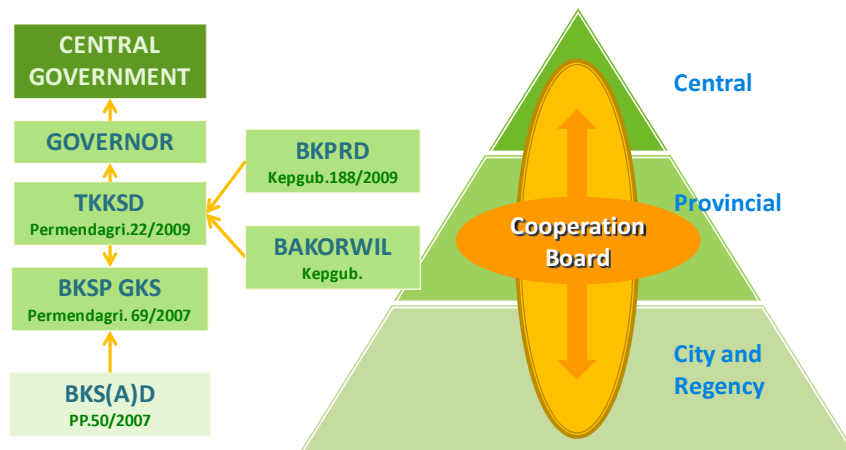 CENTRAL
GOVERNMENT
GOVERNOR
TKKSD
Permendagri.22/2009
BKSP GKS
Permendagri. 69/2007
BKS(A)D
PP.50/2007
BKPRD
Kepgub.188/2009
BAKORWIL
Kepgub.
Central
Provincial
Cooperation
Board
City and
Regency